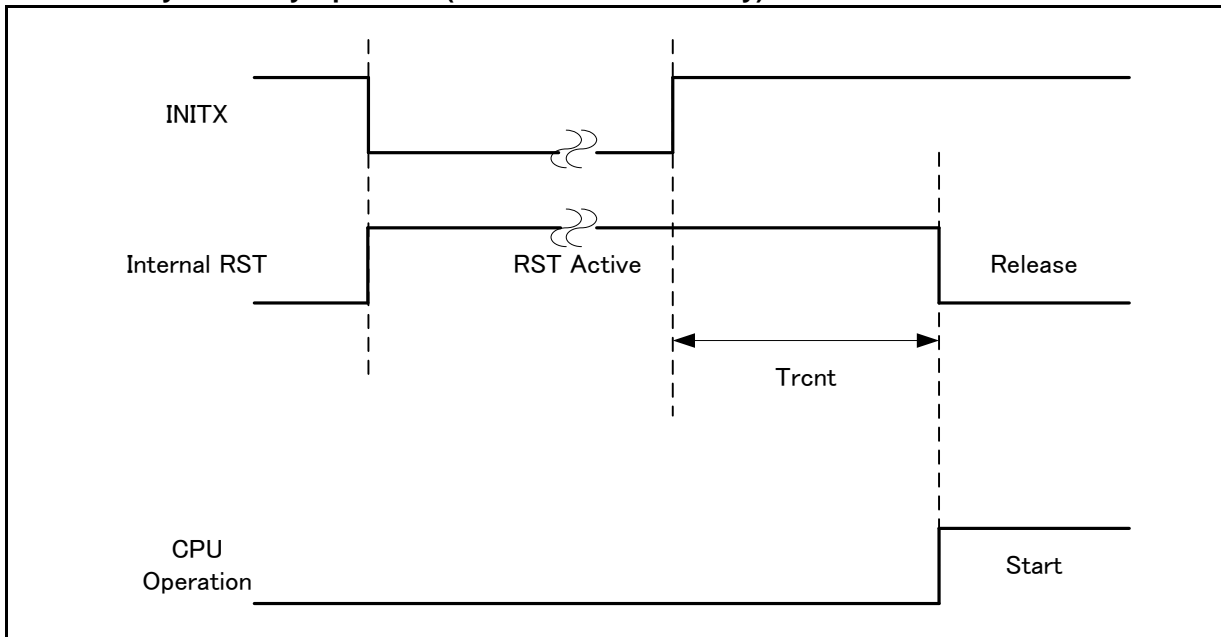 INITX
Internal RST
RST Active
Release
Trcnt
CPU
Operation
Start